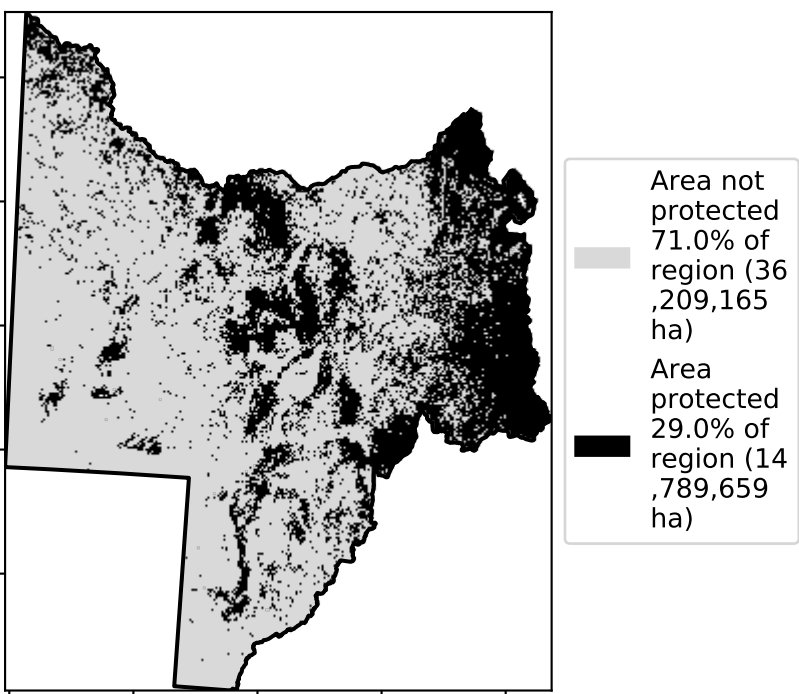 Area not
protected
71.0% of
region (36
,209,165
ha)
Area
protected
29.0% of
region (14
,789,659
ha)